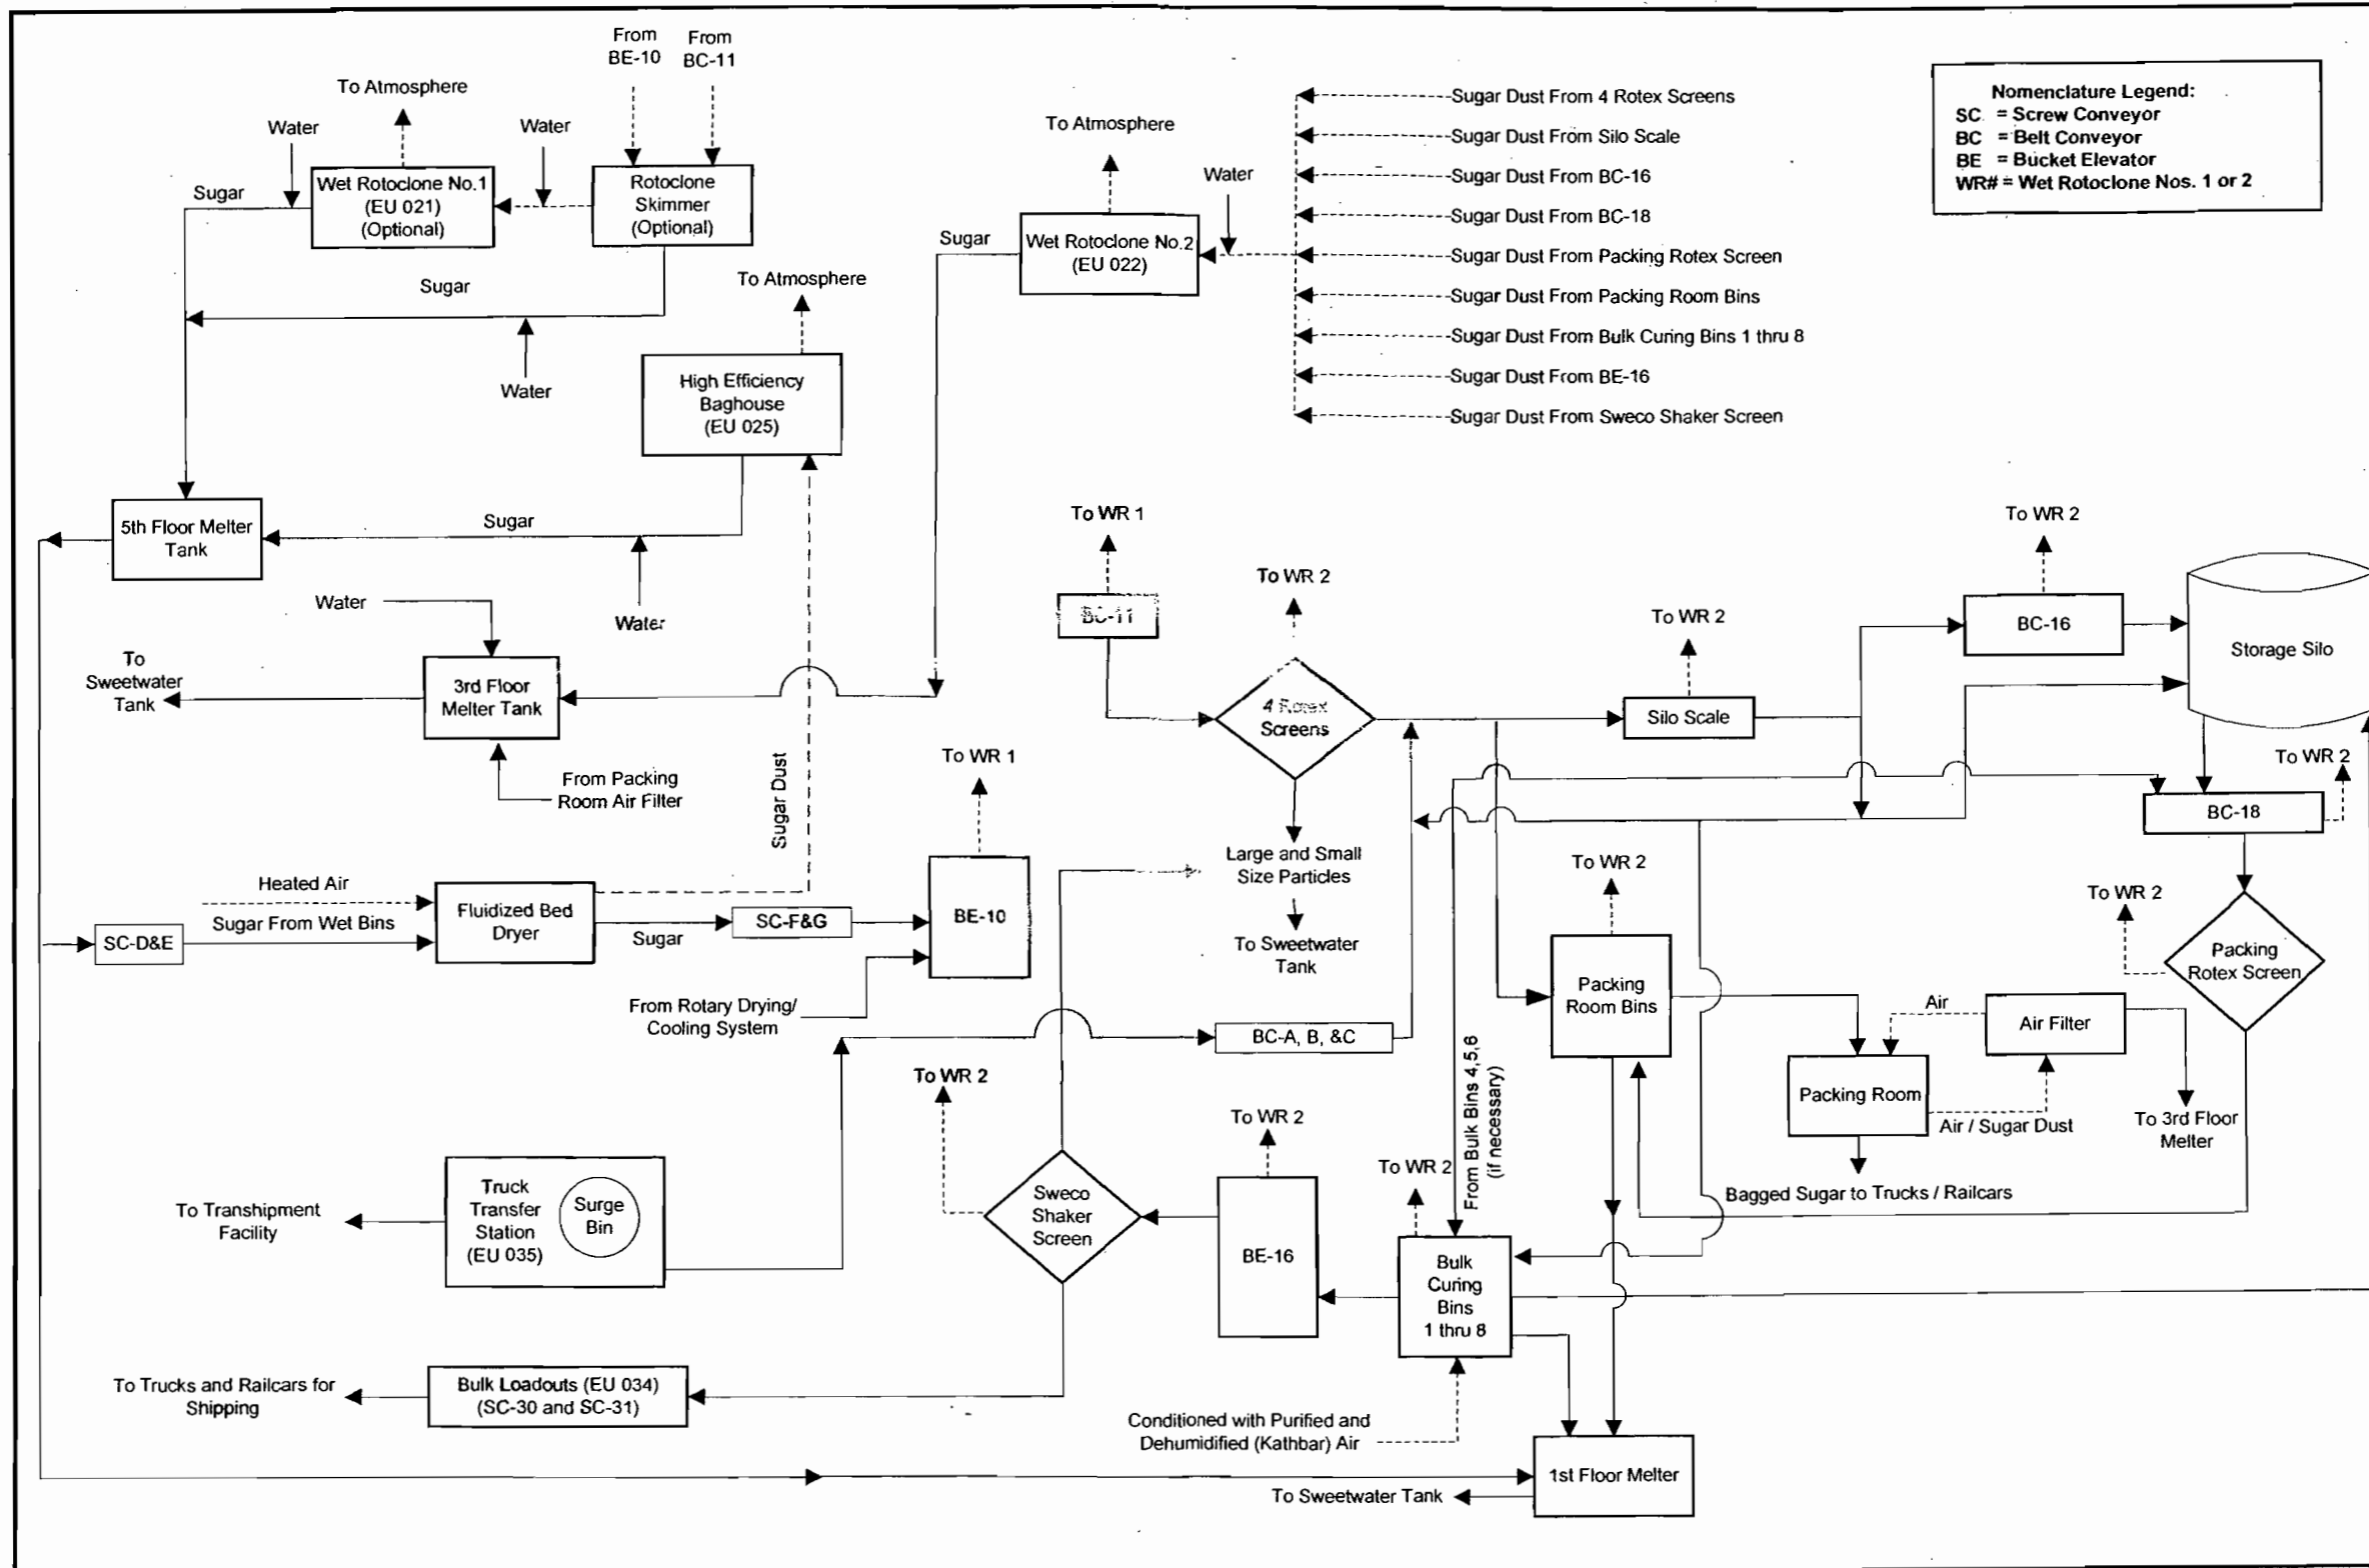 From
BE-10
From
BC-11
To Atmosphere
Water
Water
Sugar
Wet Rotoclone No.1
(EU 021)
(Optional)
Rotoclone
Skimmer
(Optional)
Sugar
Water
To Atmosphere
High Efficiency
Baghouse
(EU 025)
To Atmosphere
Water
Sugar
Wet Rotoclone No.2
(EU 022)
Sugar Dust From 4 Rotex Screens
Sugar Dust From Silo Scale
Sugar Dust From BC-16
Sugar Dust From BC-18
Sugar Dust From Packing Rotex Screen
Sugar Dust From Packing Room Bins
Sugar Dust From Bulk Curing Bins 1 thru 8
Sugar Dust From BE-16
Sugar Dust From Sweco Shaker Screen
Nomenclature Legend:
SC = Screw Conveyor
BC = Belt Conveyor
BE = Bucket Elevator
WR# = Wet Rotoclone Nos. 1 or 2
5th Floor Melter
Tank
Sugar
Water
Water
To
Sweetwater
Tank
3rd Floor
Melter Tank
From Packing
Room Air Filter
Sugar Dust
To WR 1
BC-11
To WR 2
4 Rotex
Screens
To WR 2
Silo Scale
To WR 2
BC-16
Storage Silo
To WR 2
BC-18
Large and Small
Size Particles
To Sweetwater
Tank
To WR 1
BE-10
Heated Air
Sugar From Wet Bins
SC-D&E
Fluidized Bed
Dryer
Sugar
SC-F&G
From Rotary Drying/
Cooling System
BC-A, B, &C
To WR 2
Packing
Room Bins
To WR 2
Packing
Rotex Screen
Air
Air Filter
Packing Room
Air / Sugar Dust
To 3rd Floor
Melter
Bagged Sugar to Trucks / Railcars
From Bulk Bins 4,5,6
(if necessary)
To WR 2
Sweco
Shaker
Screen
To WR 2
BE-16
To WR 2
Bulk
Curing
Bins
1 thru 8
To Transhipment
Facility
Truck
Transfer
Station
(EU 035)
Surge
Bin
To Trucks and Railcars for
Shipping
Bulk Loadouts (EU 034)
(SC-30 and SC-31)
Conditioned with Purified and
Dehumidified (Kathbar) Air
1st Floor Melter
To Sweetwater Tank